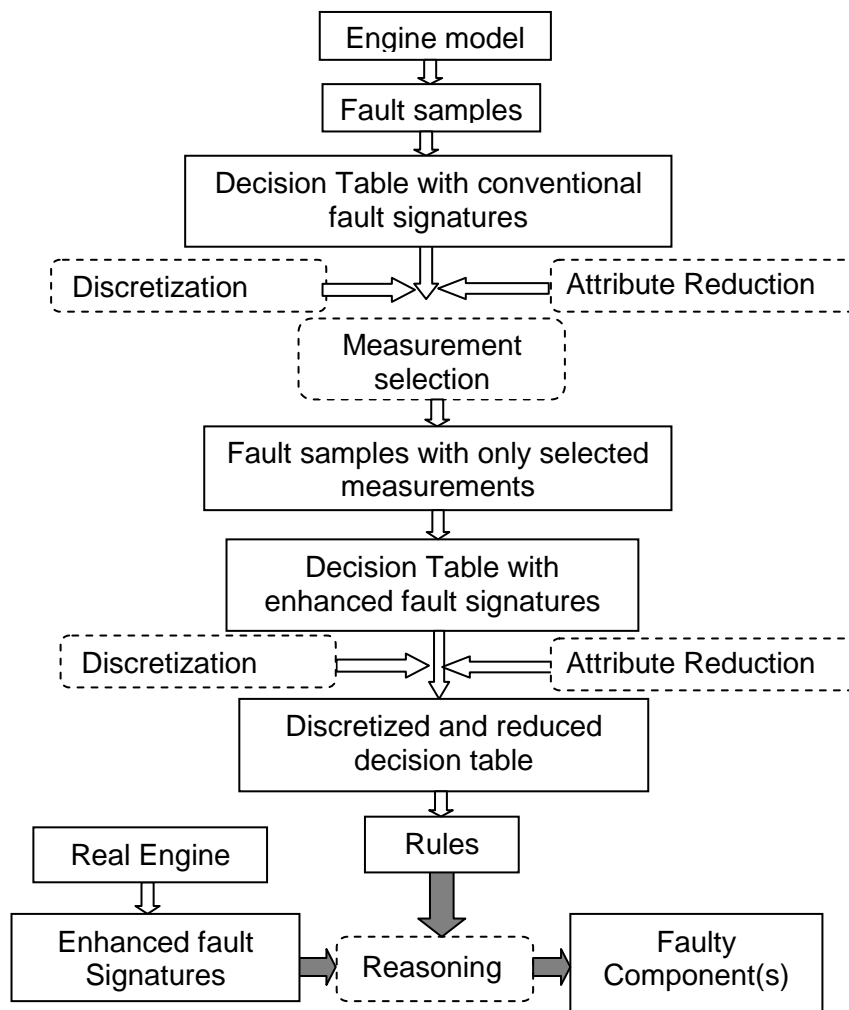 Engine model
Fault samples
Decision Table with conventional
fault signatures
Discretization
Attribute Reduction
Measurement
selection
Fault samples with only selected
measurements
Decision Table with
enhanced fault signatures
Discretization
Attribute Reduction
Discretized and reduced
decision table
Real Engine
Rules
Enhanced fault
Signatures
Reasoning
Faulty
Component(s)